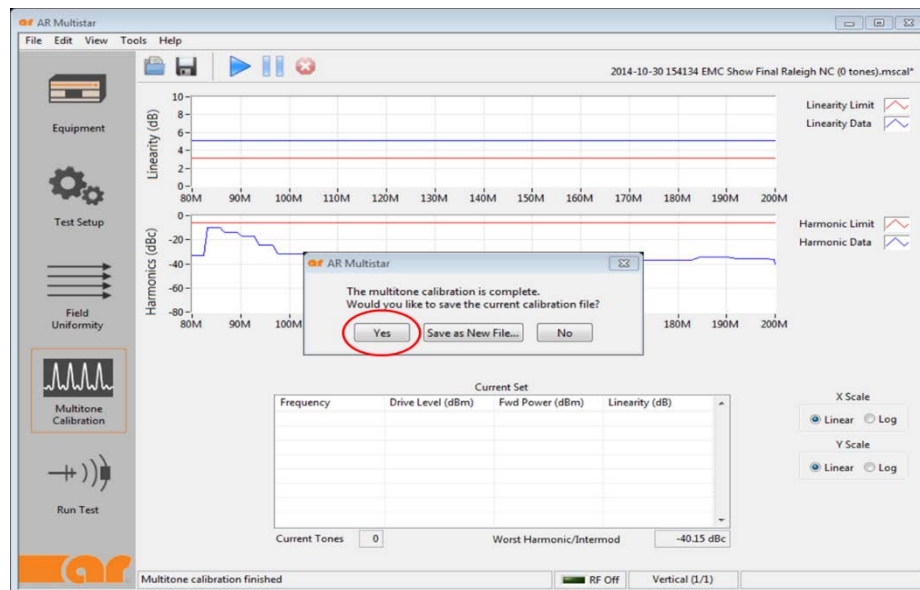 ar AR Multistar
File Edit View Tools Help
2014-10-30 154134 EMC Show Final Raleigh NC (0 tones).mscal*
Equipment
Test Setup
Field
Uniformity
Multitone
Calibration
Run Test
ar
Linearity (dB)
10
8
6
4
2
0
80M 90M 100M 110M 120M 130M 140M 150M 160M 170M 180M 190M 200M
Linearity Limit
Linearity Data
Harmonics (dBc)
0
-20
-40
-60
-80
80M 90M 100M 180M 190M 200M
Harmonic Limit
Harmonic Data
ar AR Multistar
The multitone calibration is complete.
Would you like to save the current calibration file?
Yes Save as New File... No
Current Set
Frequency Drive Level (dBm) Fwd Power (dBm) Linearity (dB)
Current Tones 0 Worst Harmonic/Intermod -40.15 dBc
X Scale
Linear Log
Y Scale
Linear Log
Multitone calibration finished RF Off Vertical (1/1)